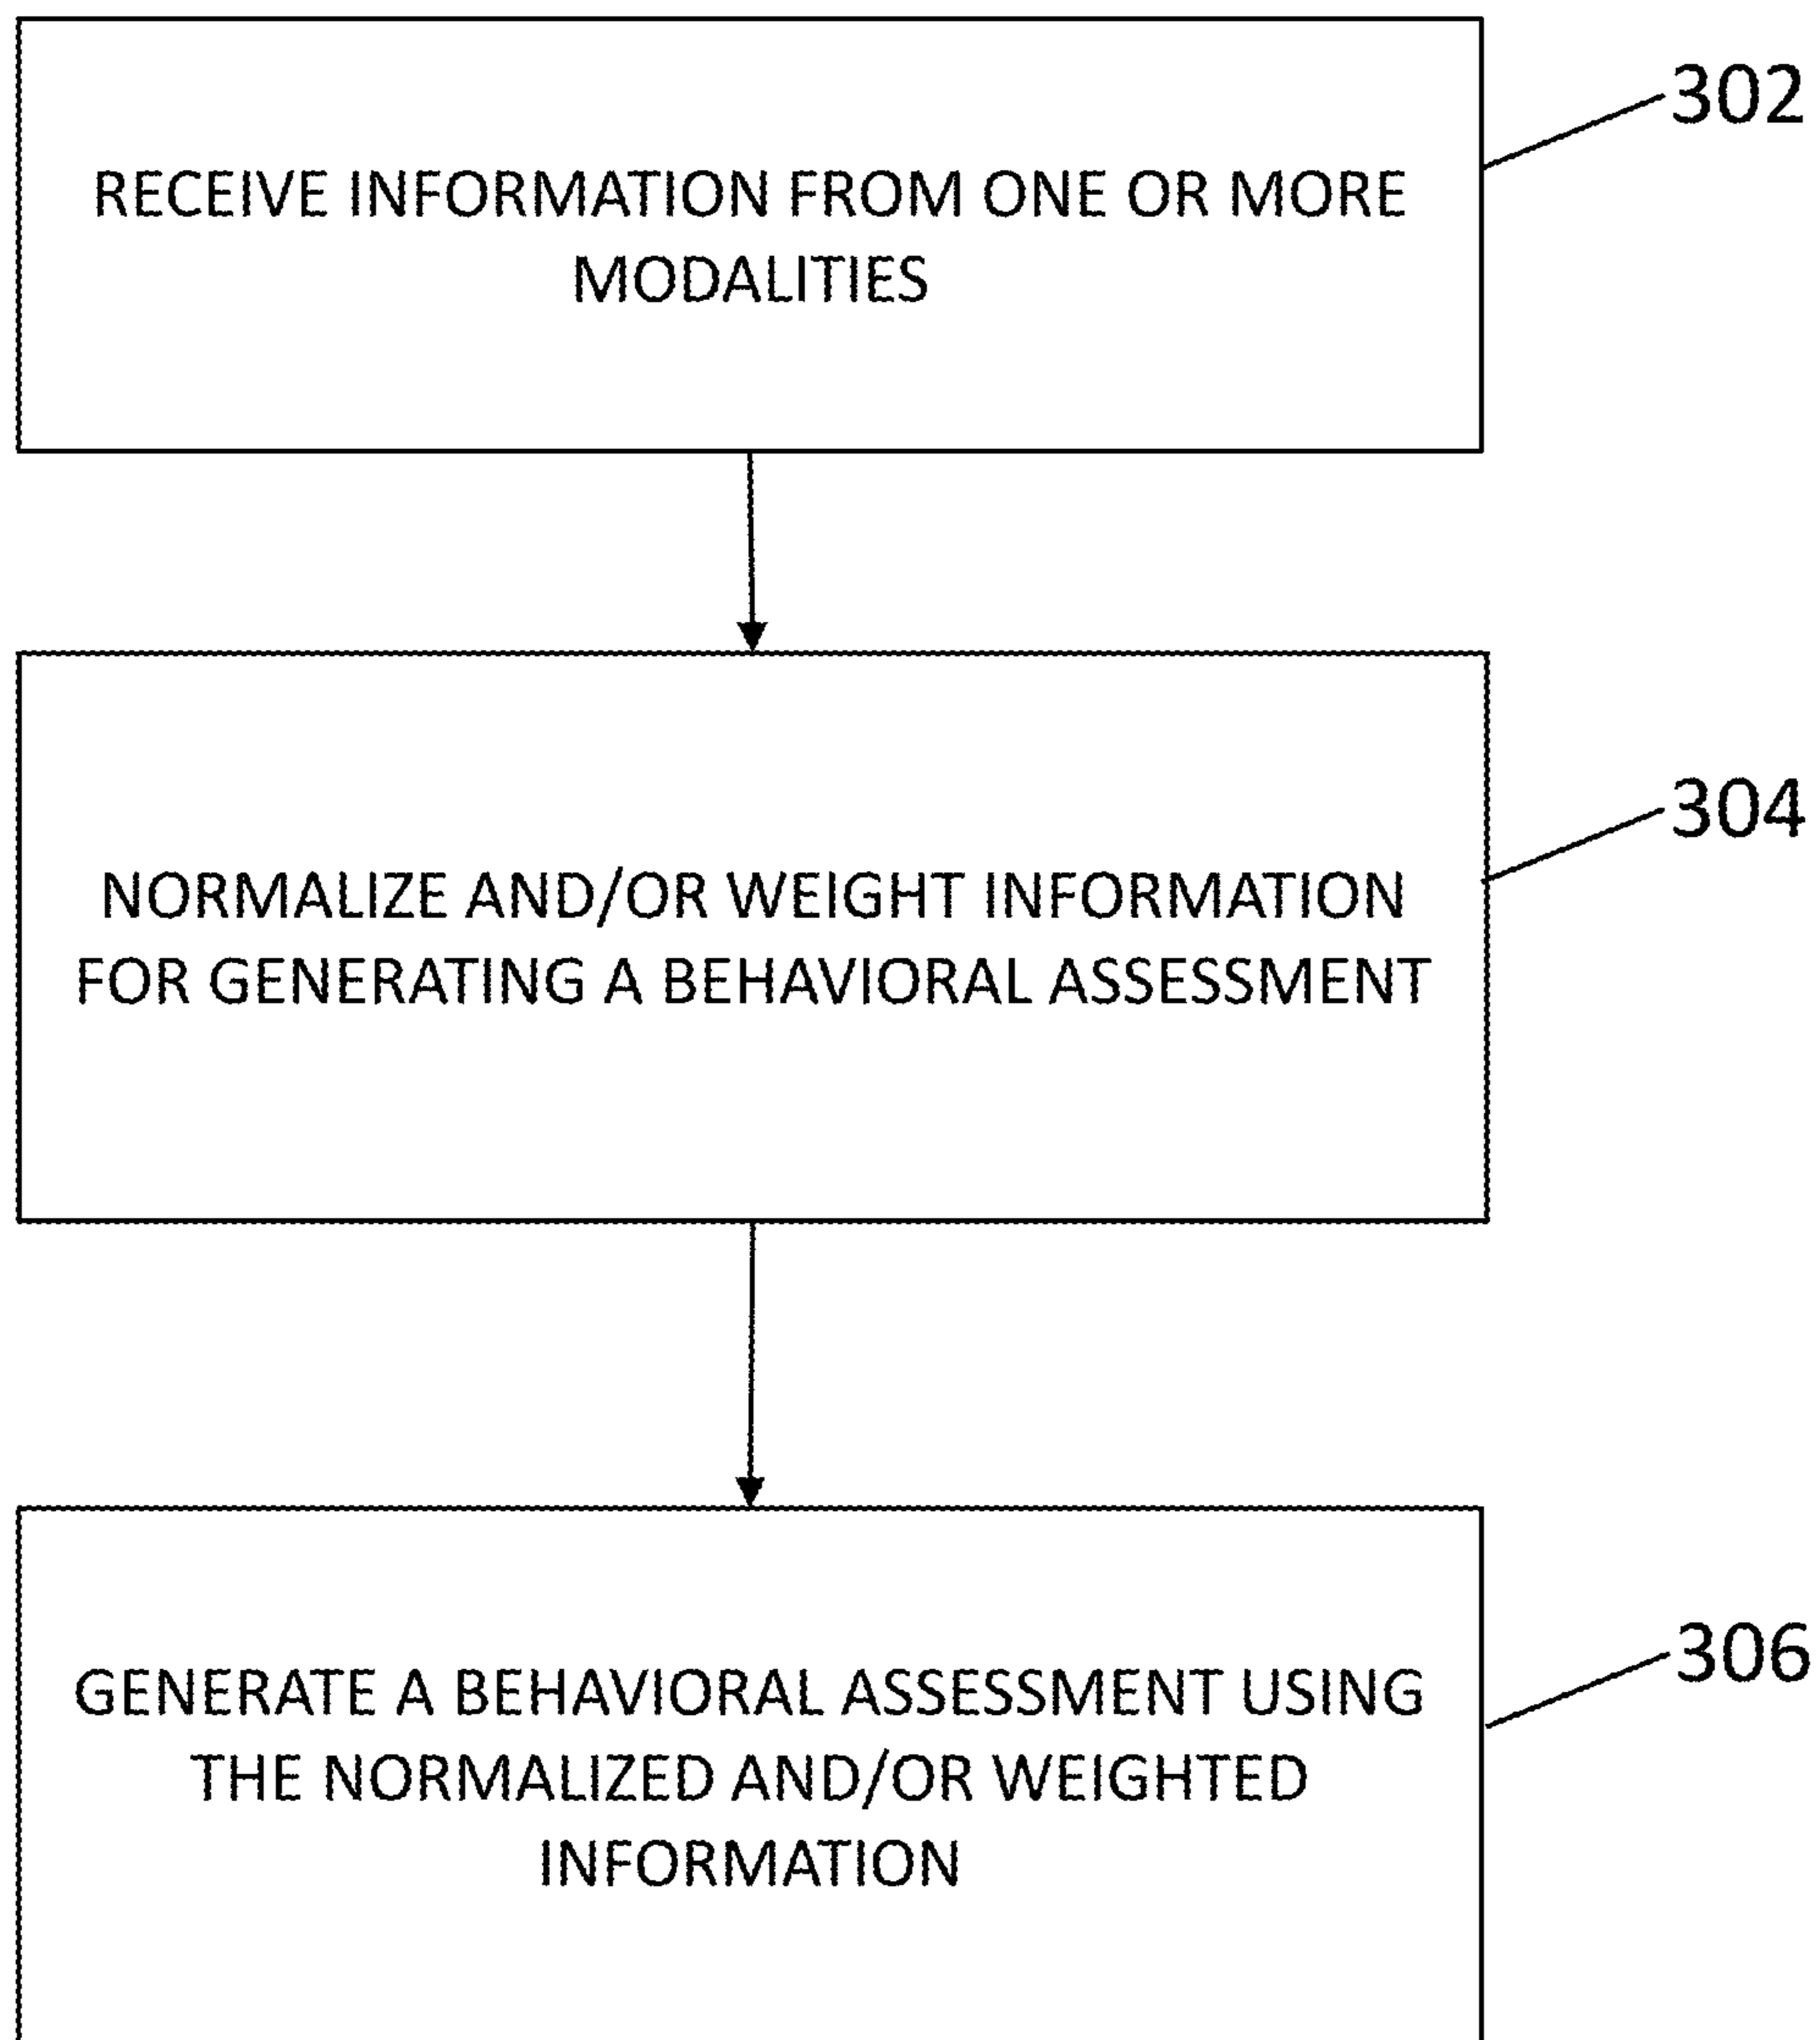 302
RECEIVE INFORMATION FROM ONE OR MORE
MODALITIES
304
NORMALIZE AND/OR WEIGHT INFORMATION
FOR GENERATING A BEHAVIORAL ASSESSMENT
306
GENERATE A BEHAVIORAL ASSESSMENT USING
THE NORMALIZED AND/OR WEIGHTED
INFORMATION